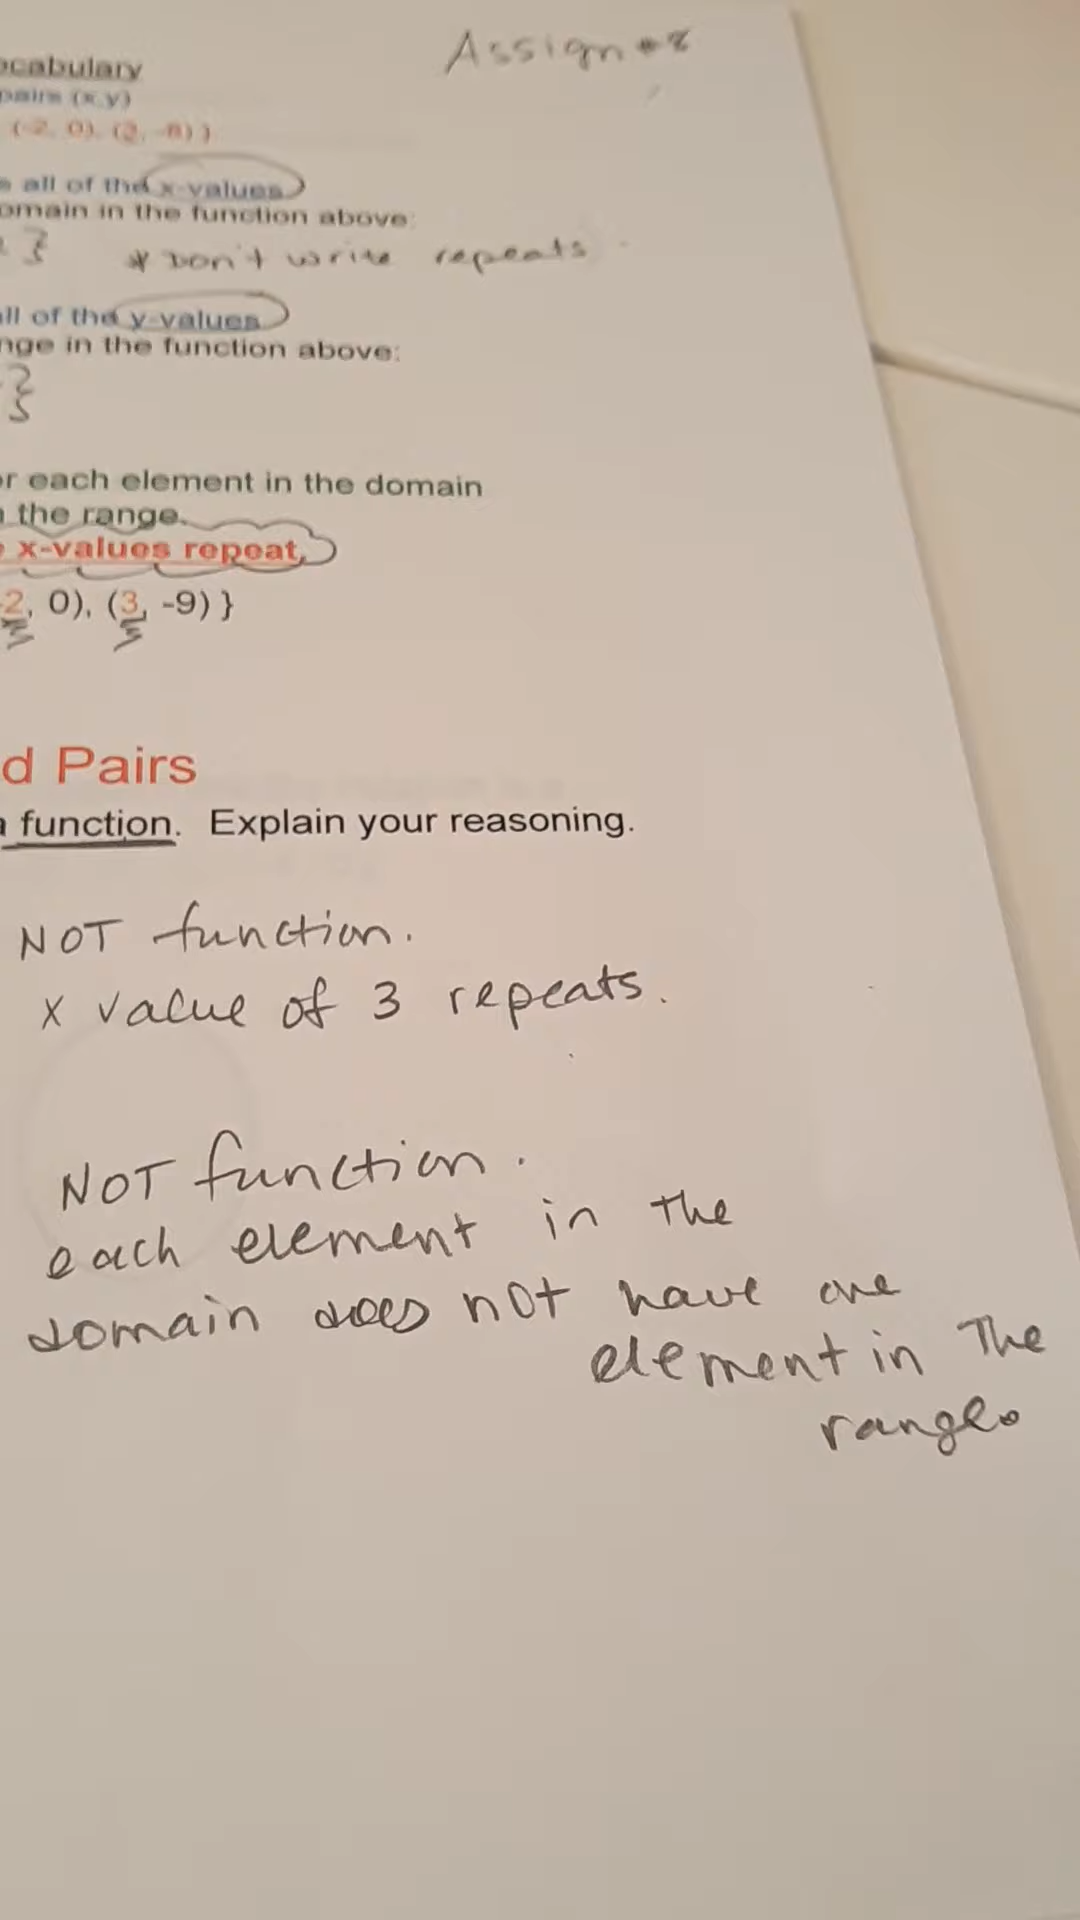 Assign #8
ocabulary
pairs (x,y)
(-2, 0), (3, -8) }
all of the x-values
omain in the function above:
} * Don't write repeats.
all of the y-values
nge in the function above:
}
or each element in the domain
the range.
x-values repeat,
2, 0), (3, -9) }
d Pairs
a function. Explain your reasoning.
NOT function.
x value of 3 repeats.
NOT function.
each element in the
domain does not have one
element in The
range.